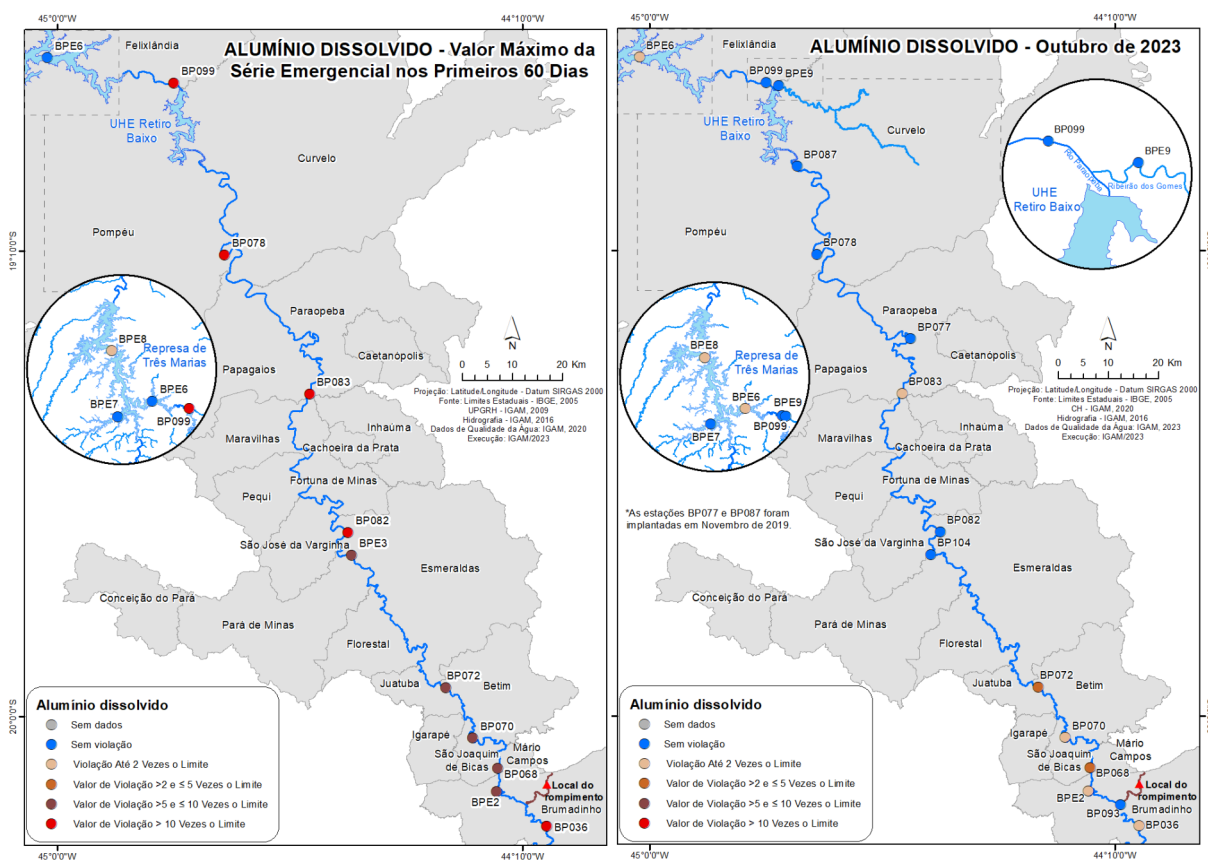 45°0'0"W
44°10'0"W
ALUMÍNIO DISSOLVIDO - Valor Máximo da
Série Emergencial nos Primeiros 60 Dias
BPE6
Felixlândia
BP099
UHE Retiro
Baixo
Curvelo
Pompéu
19°10'0"S
BP078
Paraopeba
Caetanópolis
Papagaios
BP083
N
0 5 10 20 Km
Projeção: Latitude/Longitude - Datum SIRGAS 2000
Fonte: Limites Estaduais - IBGE, 2005
UPGRH - IGAM, 2009
Hidrografia - IGAM, 2016
Dados de Qualidade da Água: IGAM, 2020
Execução: IGAM/2023
BPE8
Represa de
Três Marias
BPE6
BPE7
BP099
Maravilhas
Inhaúma
Cachoeira da Prata
Fortuna de Minas
Pequi
BP082
São José da Varginha
BPE3
Esmeraldas
Conceição do Pará
Pará de Minas
Florestal
Juatuba
BP072
Betim
20°0'0"S
Igarapé
BP070
São Joaquim
de Bicas
Mário
Campos
BP068
BPE2
Local do
rompimento
Brumadinho
BP036
Alumínio dissolvido
Sem dados
Sem violação
Violação Até 2 Vezes o Limite
Valor de Violação >2 e ≤ 5 Vezes o Limite
Valor de Violação >5 e ≤ 10 Vezes o Limite
Valor de Violação > 10 Vezes o Limite
45°0'0"W
44°10'0"W
45°0'0"W
44°10'0"W
ALUMÍNIO DISSOLVIDO - Outubro de 2023
BPE6
Felixlândia
BP099
BPE9
UHE Retiro
Baixo
Curvelo
BP087
BP099
BPE9
Rio Paraopeba
Ribeirão dos Gomes
UHE
Retiro Baixo
Pompéu
BP078
Paraopeba
BP077
Caetanópolis
Papagaios
BP083
N
0 5 10 20 Km
Projeção: Latitude/Longitude - Datum SIRGAS 2000
Fonte: Limites Estaduais - IBGE, 2005
CH - IGAM, 2020
Hidrografia - IGAM, 2016
Dados de Qualidade da Água: IGAM, 2023
Execução: IGAM/2023
BPE8
Represa de
Três Marias
BPE6
BPE9
BPE7
BP099
Maravilhas
Inhaúma
Cachoeira da Prata
Fortuna de Minas
Pequi
*As estações BP077 e BP087 foram
implantadas em Novembro de 2019.
BP082
São José da Varginha
BP104
Esmeraldas
Conceição do Pará
Pará de Minas
Florestal
Juatuba
BP072
Betim
Igarapé
BP070
São Joaquim
de Bicas
Mário
Campos
BP068
BPE2
Local do
rompimento
Brumadinho
BP093
BP036
Alumínio dissolvido
Sem dados
Sem violação
Violação Até 2 Vezes o Limite
Valor de Violação >2 e ≤ 5 Vezes o Limite
Valor de Violação >5 e ≤ 10 Vezes o Limite
Valor de Violação > 10 Vezes o Limite
45°0'0"W
44°10'0"W